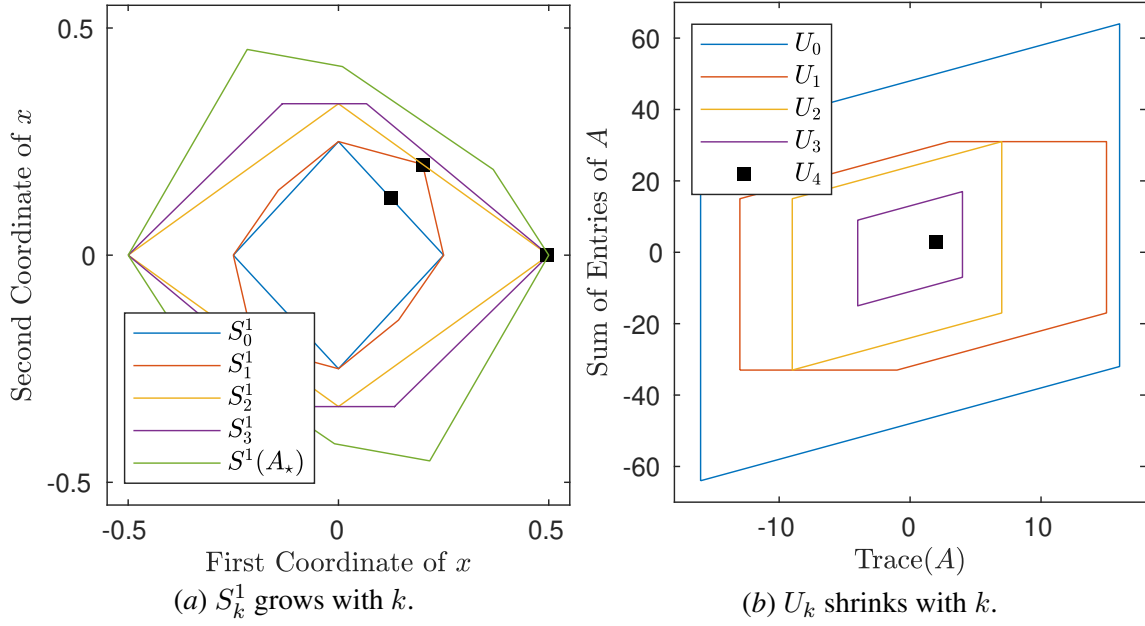 0.5
0
-0.5
Second Coordinate of x
S_0^1
S_1^1
S_2^1
S_3^1
S^1(A_⋆)
-0.5 0 0.5
First Coordinate of x
(a) S_k^1 grows with k.
60
40
20
0
-20
-40
-60
Sum of Entries of A
U_0
U_1
U_2
U_3
U_4
-10 0 10
Trace(A)
(b) U_k shrinks with k.